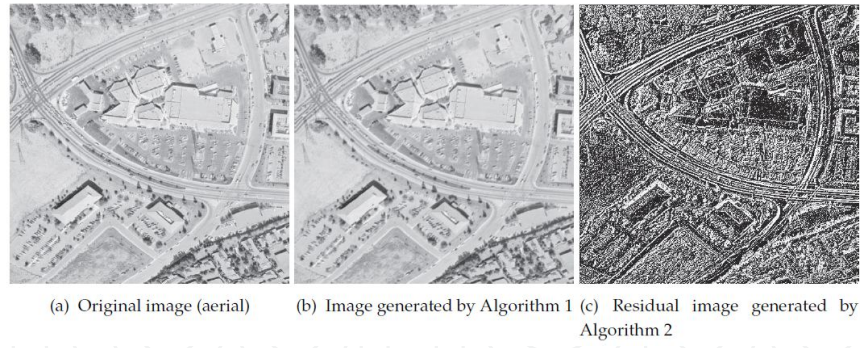 (a) Original image (aerial)
(b) Image generated by Algorithm 1
(c) Residual image generated by
Algorithm 2